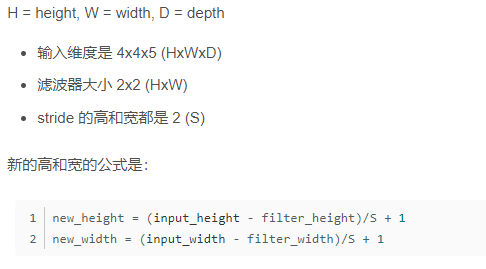 H = height, W = width, D = depth
• 输入维度是 4x4x5 (HxWxD)
• 滤波器大小 2x2 (HxW)
• stride 的高和宽都是 2 (S)
新的高和宽的公式是：
1 new_height = (input_height - filter_height)/S + 1
2 new_width = (input_width - filter_width)/S + 1